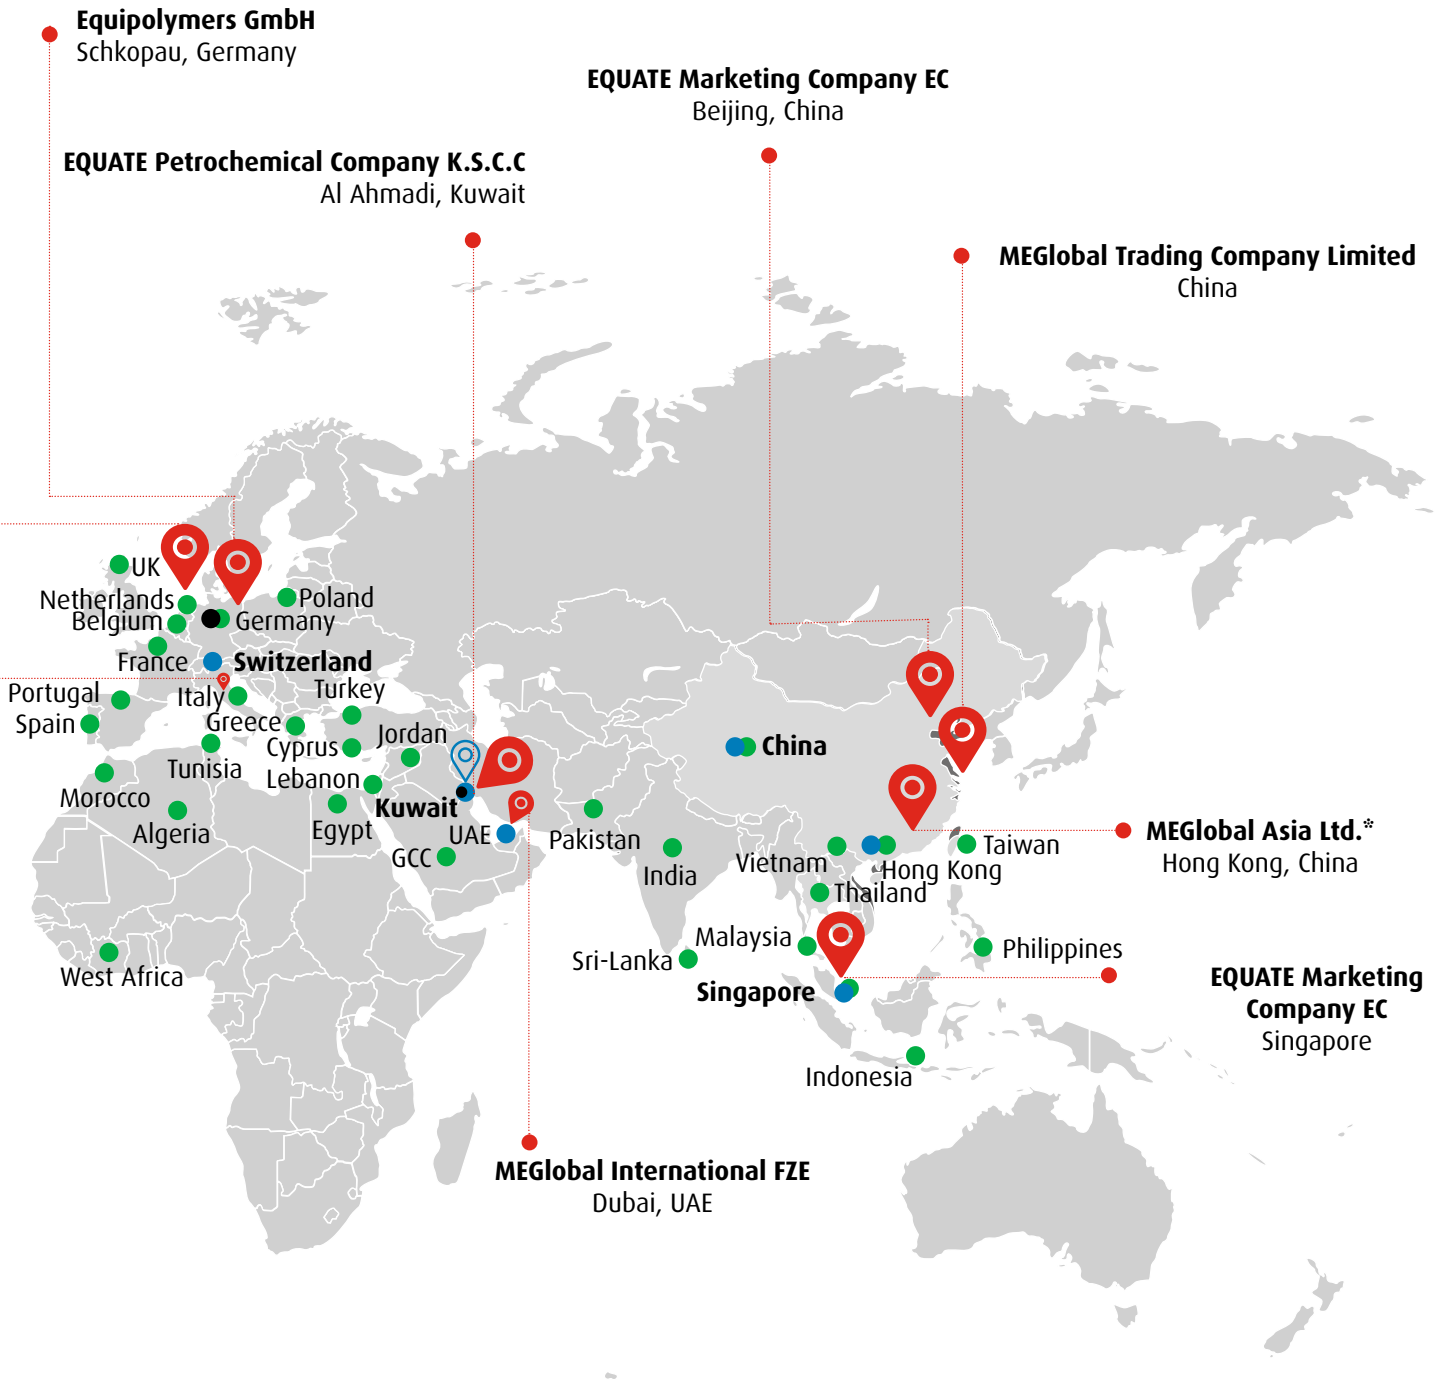 Equipolymers GmbH
Schkopau, Germany
EQUATE Marketing Company EC
Beijing, China
EQUATE Petrochemical Company K.S.C.C
Al Ahmadi, Kuwait
MEGlobal Trading Company Limited
China
UK
Netherlands
Poland
Belgium
Germany
France
Switzerland
Portugal
Italy
Turkey
Spain
Greece
Cyprus
Jordan
China
Tunisia
Lebanon
Morocco
Kuwait
Algeria
Egypt
UAE
GCC
Pakistan
India
Vietnam
Hong Kong
Taiwan
MEGlobal Asia Ltd.*
Hong Kong, China
Thailand
Malaysia
Philippines
Sri-Lanka
West Africa
Singapore
EQUATE Marketing
Company EC
Singapore
Indonesia
MEGlobal International FZE
Dubai, UAE